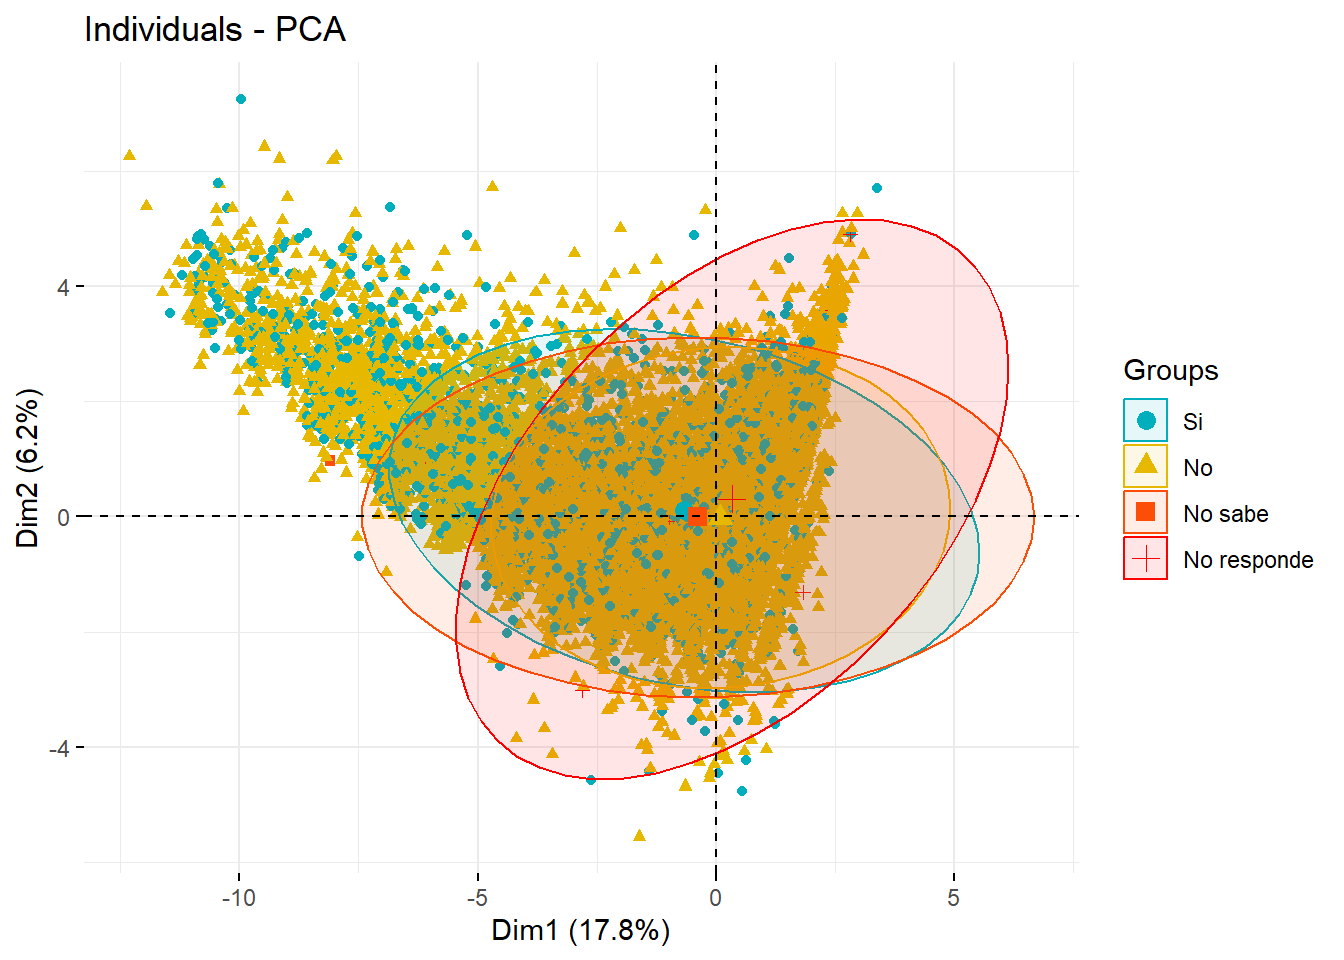 Individuals - PCA
Dim2 (6.2%)
4
0
-4
-10
-5
0
5
Dim1 (17.8%)
Groups
Si
No
No sabe
No responde